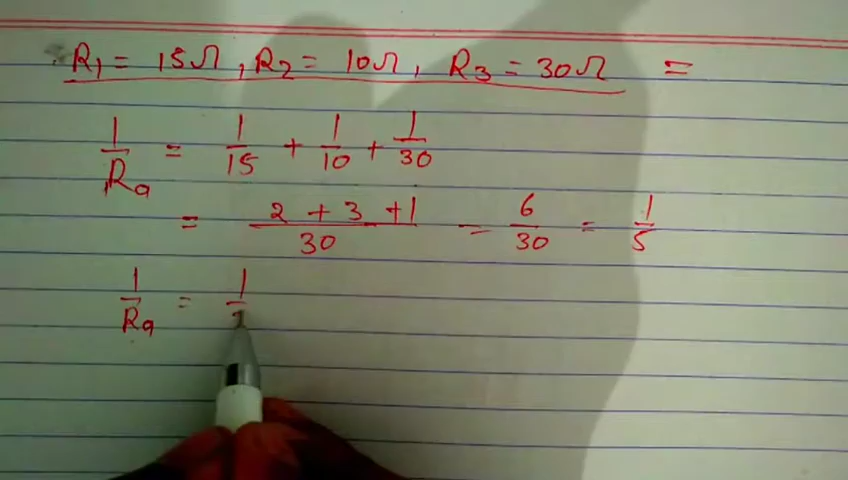 R1 = 15Ω, R2 = 10Ω, R3 = 30Ω =
1/Ra = 1/15 + 1/10 + 1/30
= (2 + 3 + 1)/30 = 6/30 = 1/5
1/Ra = 1/